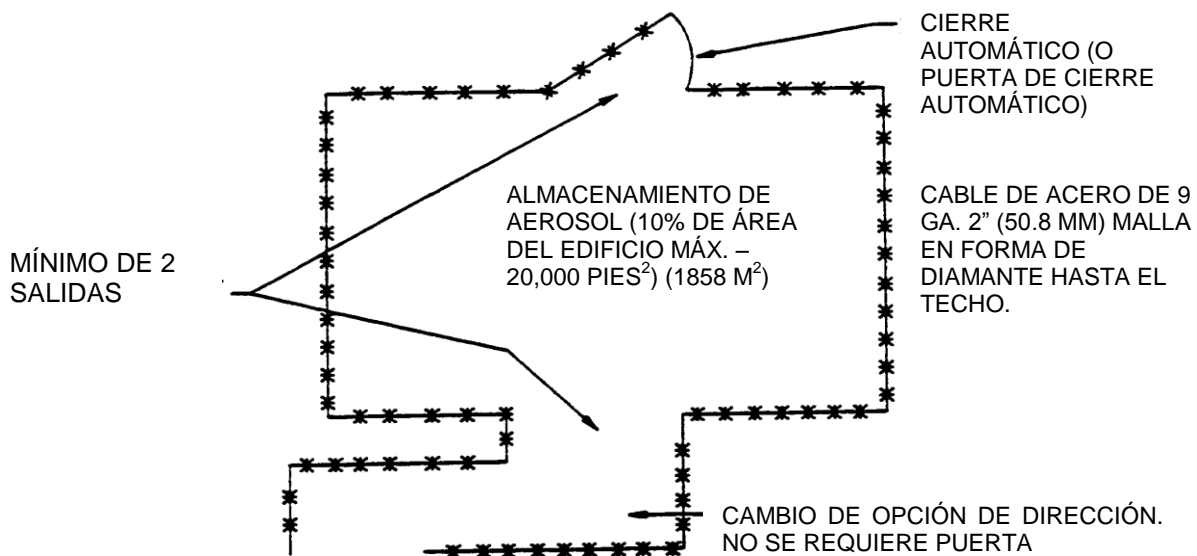 CIERRE
AUTOMÁTICO (O
PUERTA DE CIERRE
AUTOMÁTICO)
ALMACENAMIENTO DE
AEROSOL (10% DE ÁREA
DEL EDIFICIO MÁX. –
20,000 PIES²) (1858 M²)
CABLE DE ACERO DE 9
GA. 2” (50.8 MM) MALLA
EN FORMA DE
DIAMANTE HASTA EL
TECHO.
MÍNIMO DE 2
SALIDAS
CAMBIO DE OPCIÓN DE DIRECCIÓN.
NO SE REQUIERE PUERTA